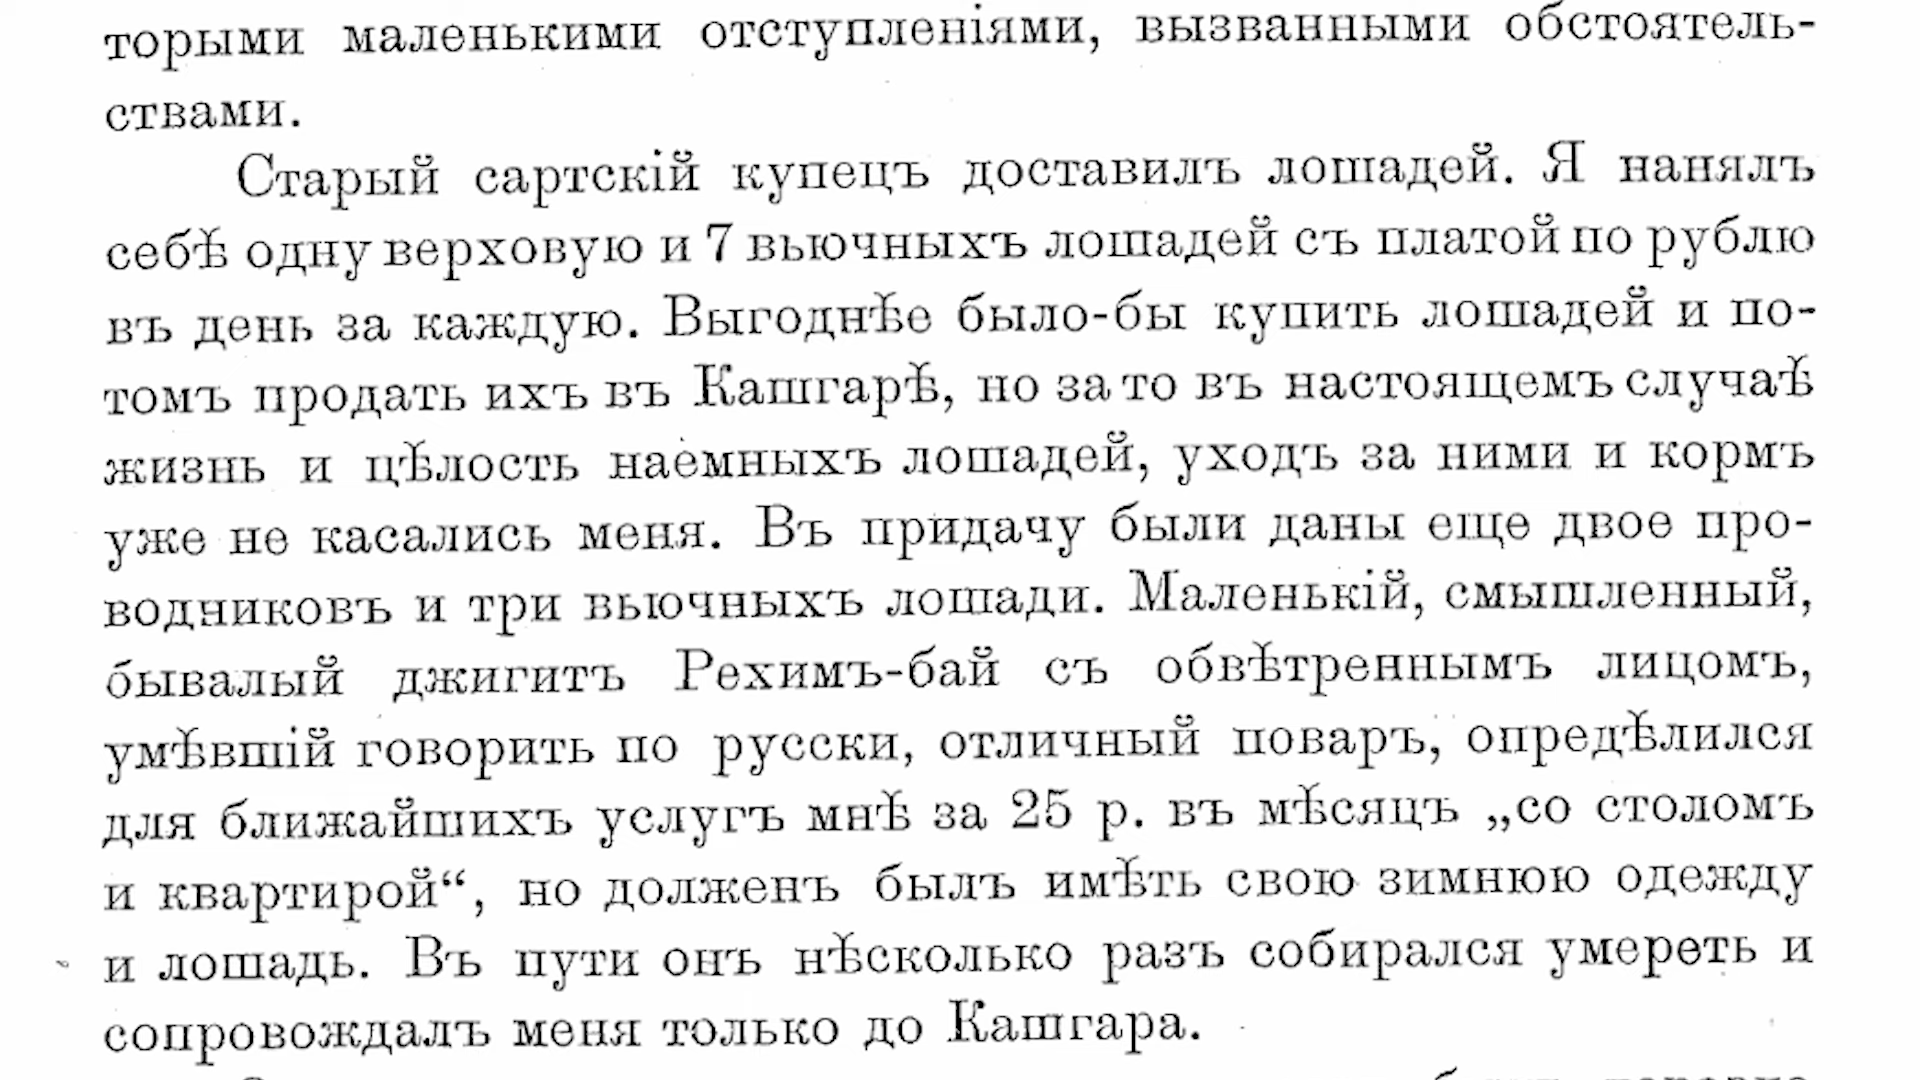 торыми маленькими отступленіями, вызванными обстоятель-
ствами.
Старый сартскій купецъ доставилъ лошадей. Я нанялъ
себѣ одну верховую и 7 вьючныхъ лошадей съ платой по рублю
въ день за каждую. Выгоднѣе было-бы купить лошадей и по-
томъ продать ихъ въ Кашгарѣ, но за то въ настоящемъ случаѣ
жизнь и цѣлость наемныхъ лошадей, уходъ за ними и кормъ
уже не касались меня. Въ придачу были даны еще двое про-
водниковъ и три вьючныхъ лошади. Маленькій, смышленный,
бывалый джигитъ Рехимъ-бай съ обвѣтреннымъ лицомъ,
умѣвшій говорить по русски, отличный поваръ, опредѣлился
для ближайшихъ услугъ мнѣ за 25 р. въ мѣсяцъ „со столомъ
и квартирой“, но долженъ былъ имѣть свою зимнюю одежду
и лошадь. Въ пути онъ нѣсколько разъ собирался умереть и
сопровождалъ меня только до Кашгара.